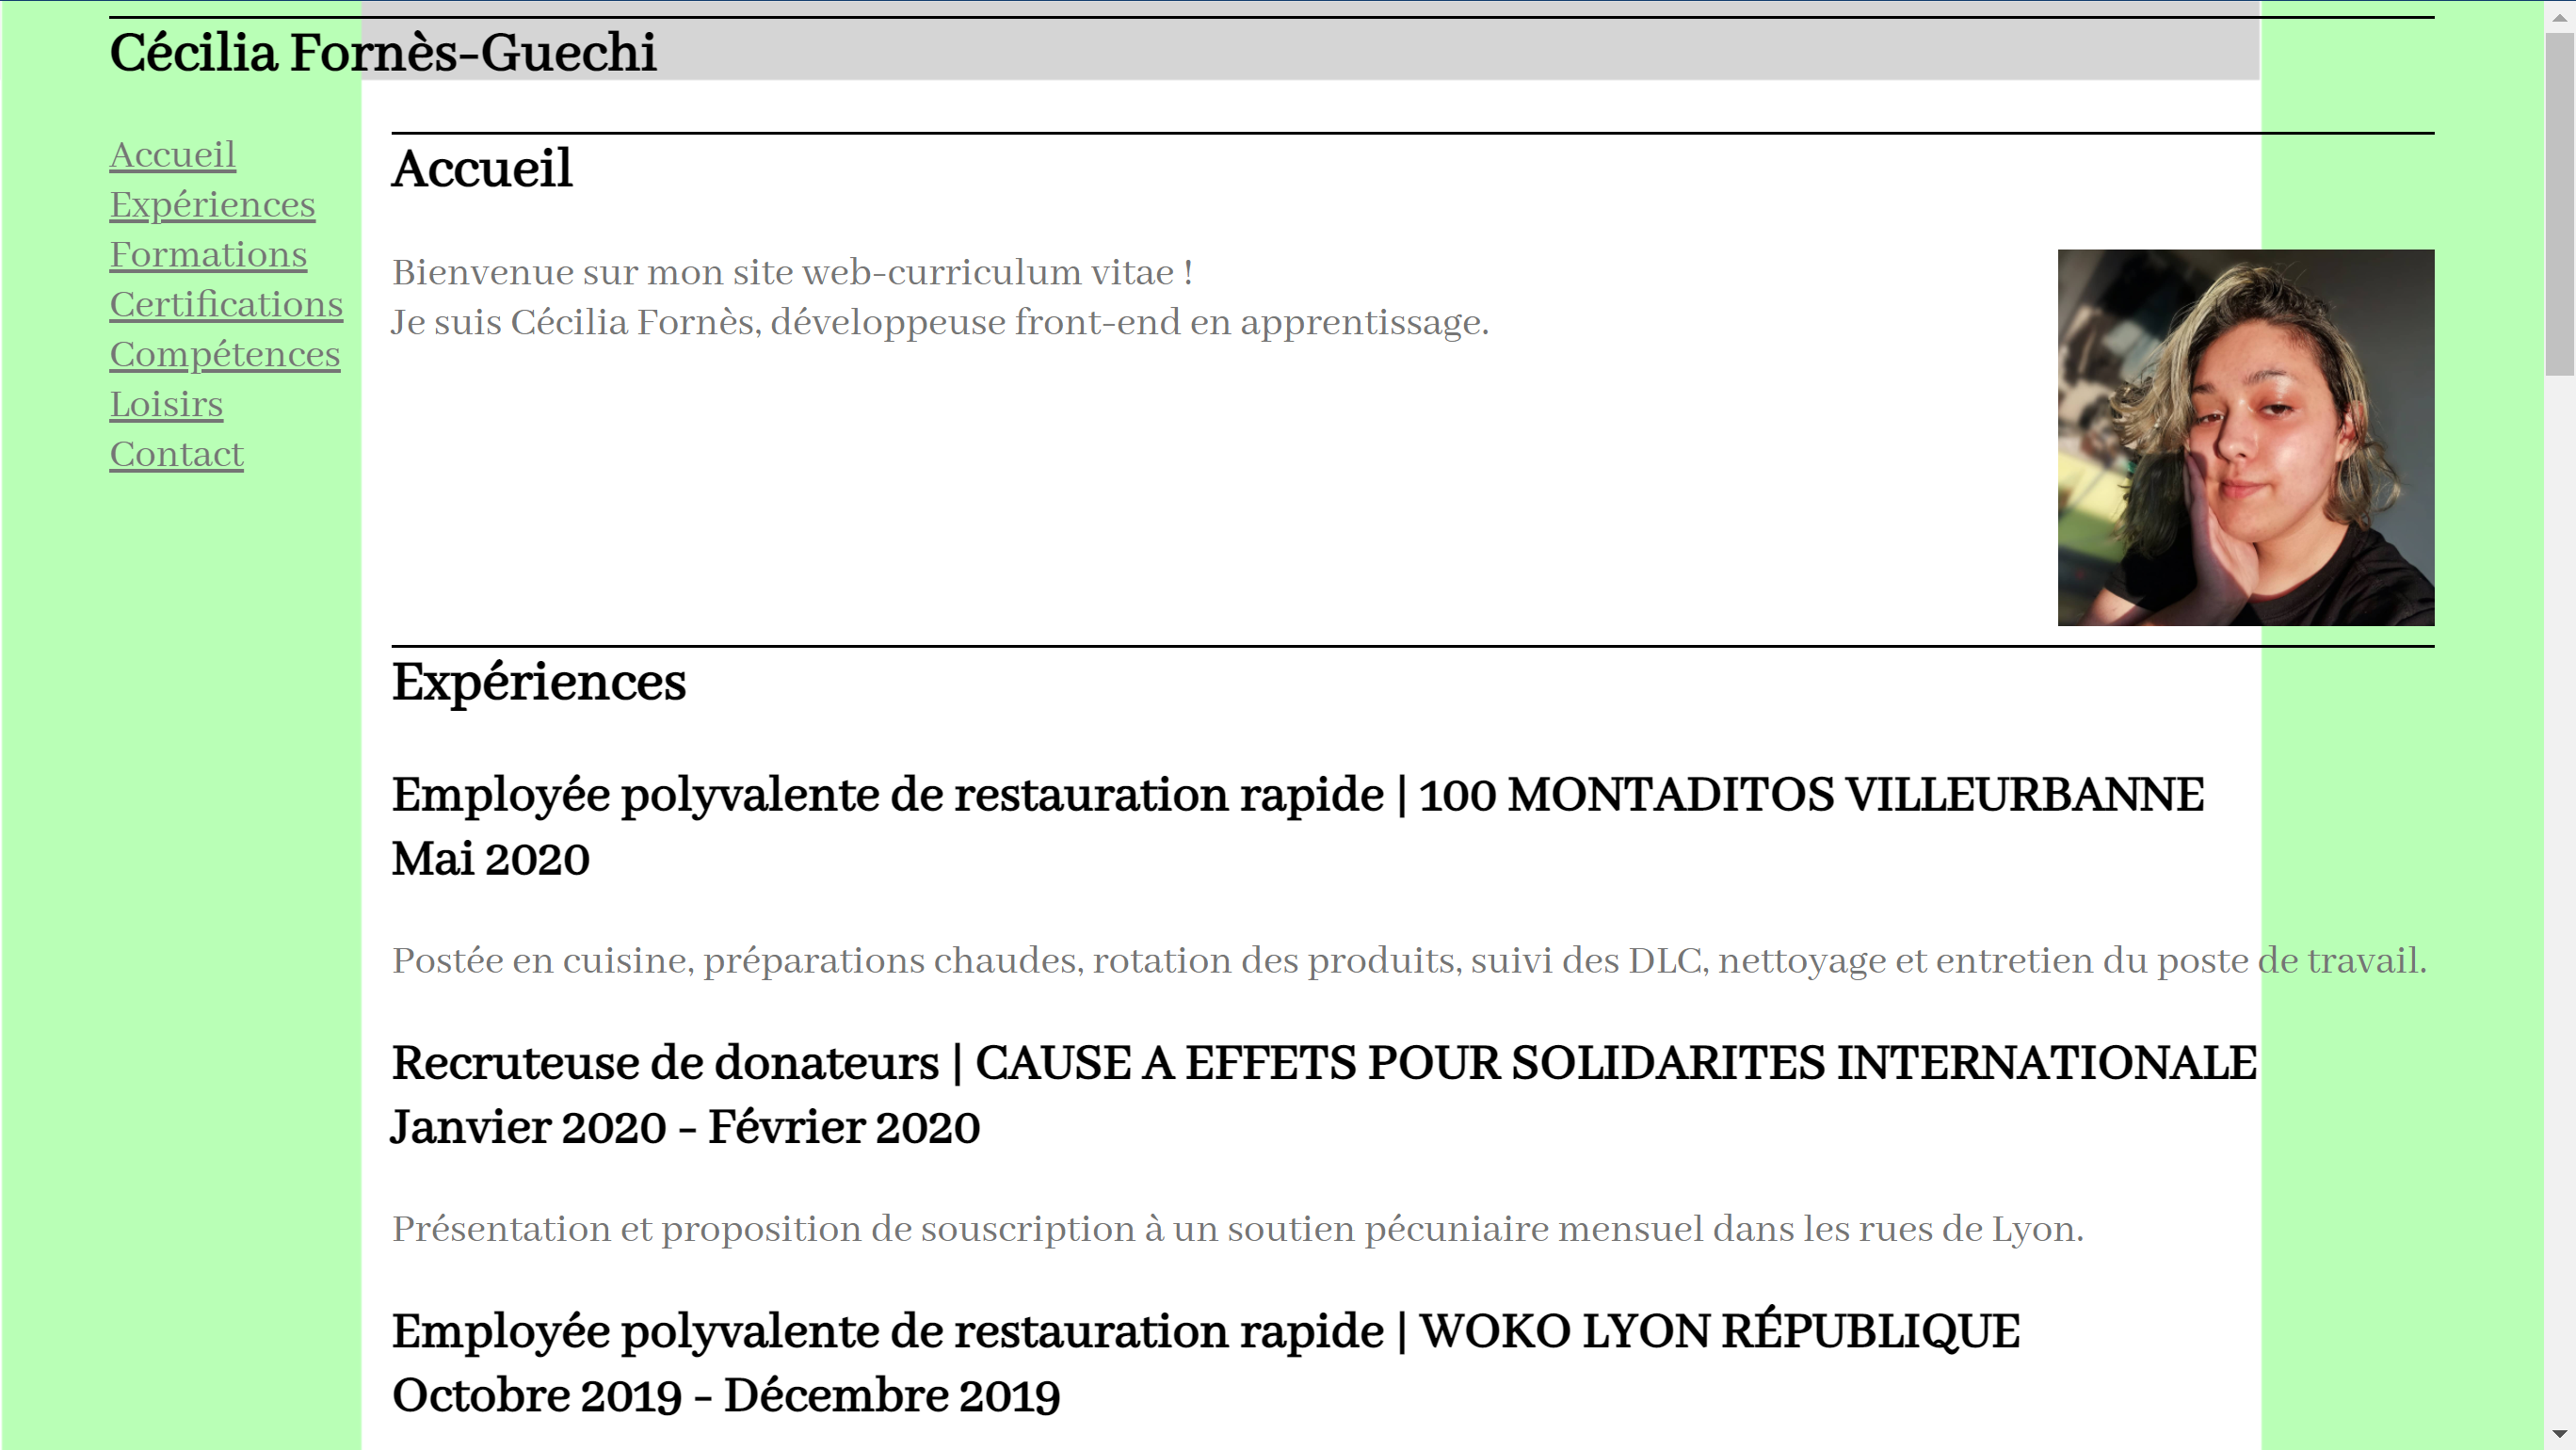 Cécilia Fornès-Guechi
Accueil
Expériences
Formations
Certifications
Compétences
Loisirs
Contact
Accueil
Bienvenue sur mon site web-curriculum vitae !
Je suis Cécilia Fornès, développeuse front-end en apprentissage.
Expériences
Employée polyvalente de restauration rapide | 100 MONTADITOS VILLEURBANNE
Mai 2020
Postée en cuisine, préparations chaudes, rotation des produits, suivi des DLC, nettoyage et entretien du poste de travail.
Recruteuse de donateurs | CAUSE A EFFETS POUR SOLIDARITES INTERNATIONALE
Janvier 2020 - Février 2020
Présentation et proposition de souscription à un soutien pécuniaire mensuel dans les rues de Lyon.
Employée polyvalente de restauration rapide | WOKO LYON RÉPUBLIQUE
Octobre 2019 - Décembre 2019